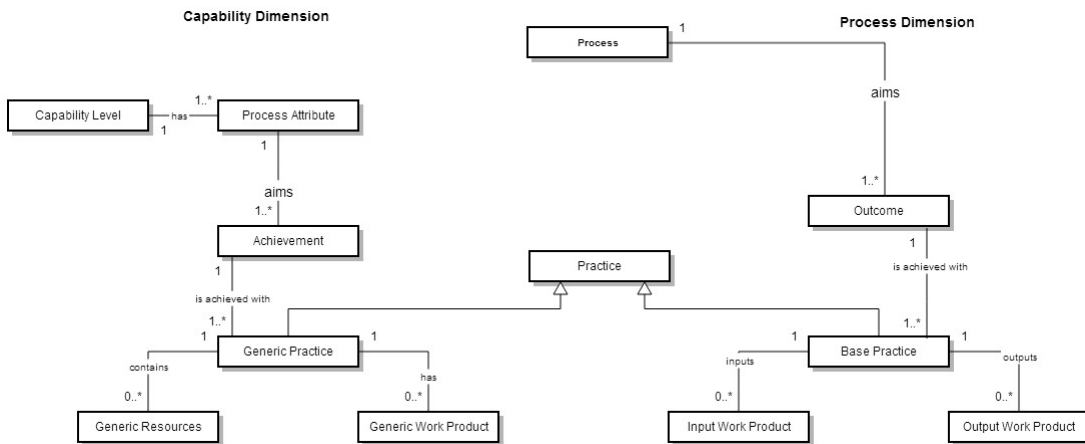 Capability Dimension
Process Dimension
Process
1
aims
1..*
Capability Level
has
1
1..*
Process Attribute
1
aims
1..*
Achievement
Outcome
1
is achieved with
1..*
1
is achieved with
1..*
Practice
1
Generic Practice
1
1
Base Practice
1
contains
has
inputs
outputs
0..*
0..*
0..*
0..*
Generic Resources
Generic Work Product
Input Work Product
Output Work Product